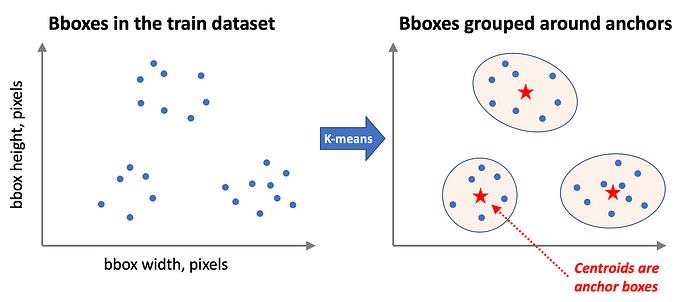 Bboxes in the train dataset
Bboxes grouped around anchors
bbox height, pixels
bbox width, pixels
K-means
Centroids are
anchor boxes